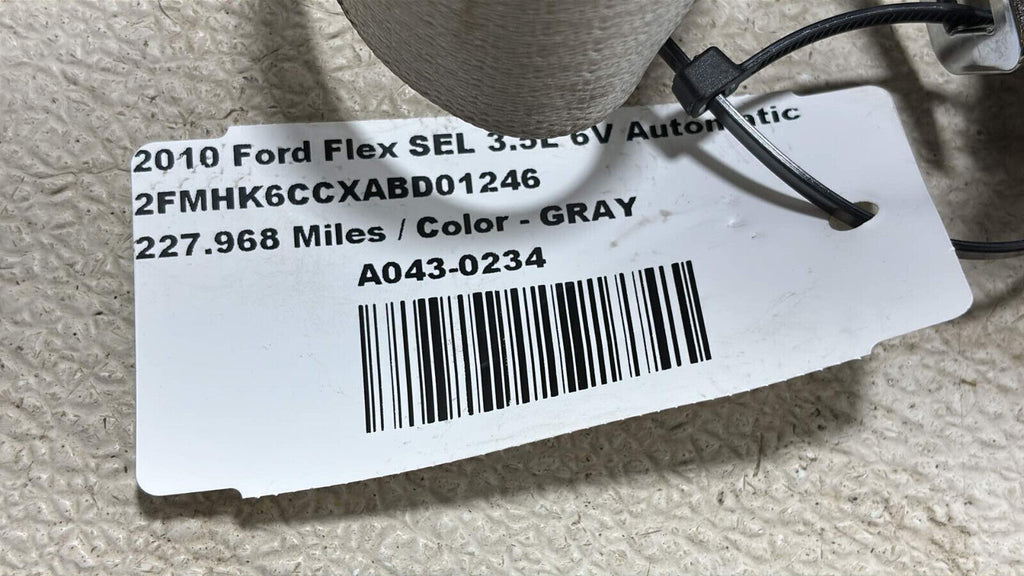 2010 Ford Flex SEL 3.5L 6V Automatic
2FMHK6CCXABD01246
227.968 Miles / Color - GRAY
A043-0234